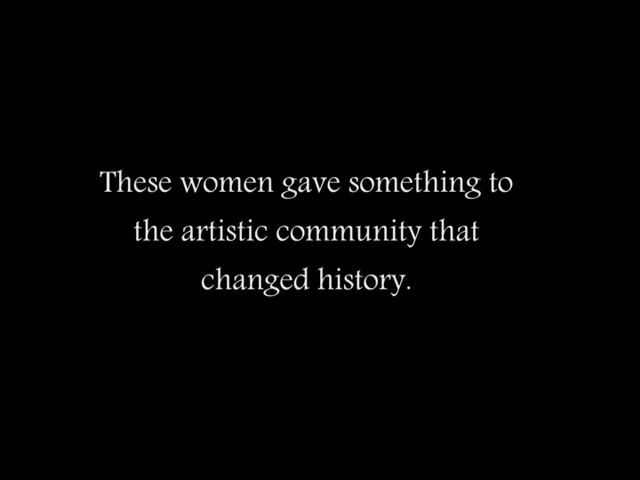 These women gave something to
the artistic community that
changed history.